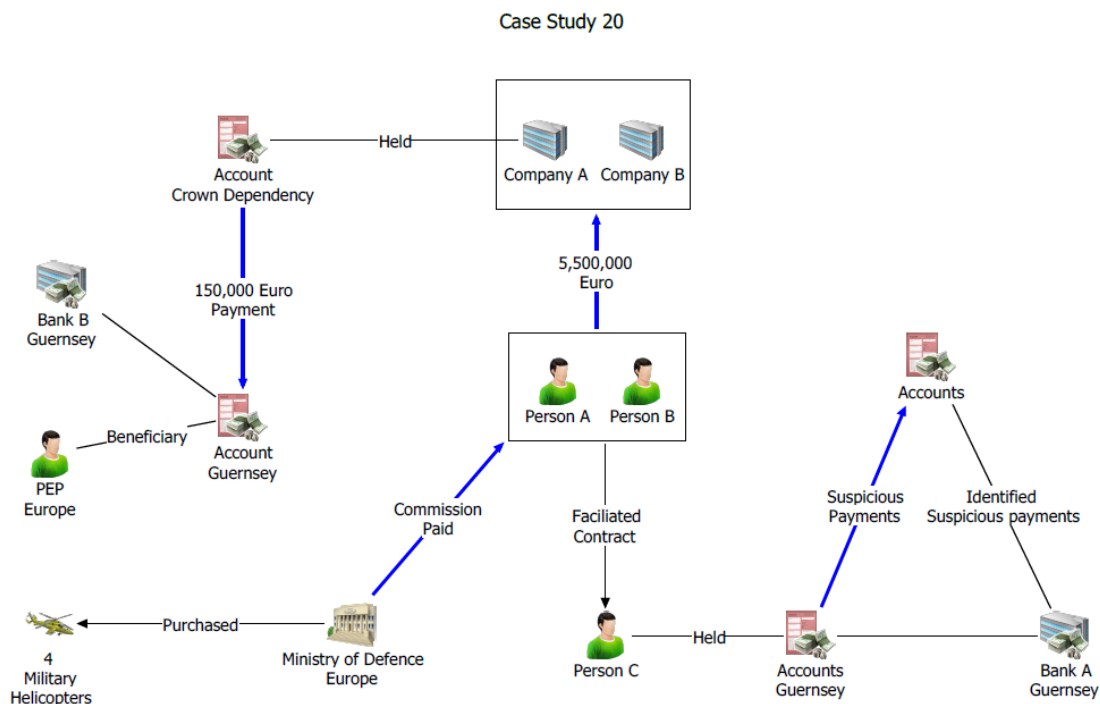 Case Study 20
Held
Account
Crown Dependency
Company A
Company B
150,000 Euro
Payment
5,500,000
Euro
Bank B
Guernsey
Beneficiary
Account
Guernsey
PEP
Europe
Person A
Person B
Accounts
Commission
Paid
Faciliated
Contract
Suspicious
Payments
Identified
Suspicious payments
Purchased
4
Military
Helicopters
Ministry of Defence
Europe
Person C
Held
Accounts
Guernsey
Bank A
Guernsey